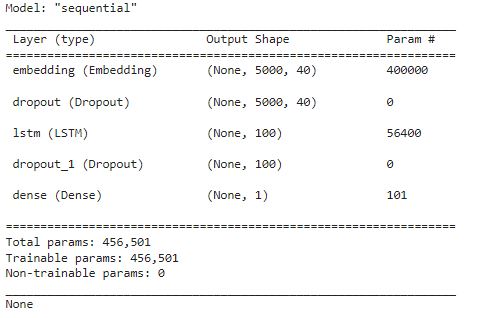 Model: "sequential"
_________________________________________________________________
Layer (type) Output Shape Param #
=================================================================
embedding (Embedding) (None, 5000, 40) 400000
dropout (Dropout) (None, 5000, 40) 0
lstm (LSTM) (None, 100) 56400
dropout_1 (Dropout) (None, 100) 0
dense (Dense) (None, 1) 101
=================================================================
Total params: 456,501
Trainable params: 456,501
Non-trainable params: 0
_________________________________________________________________
None